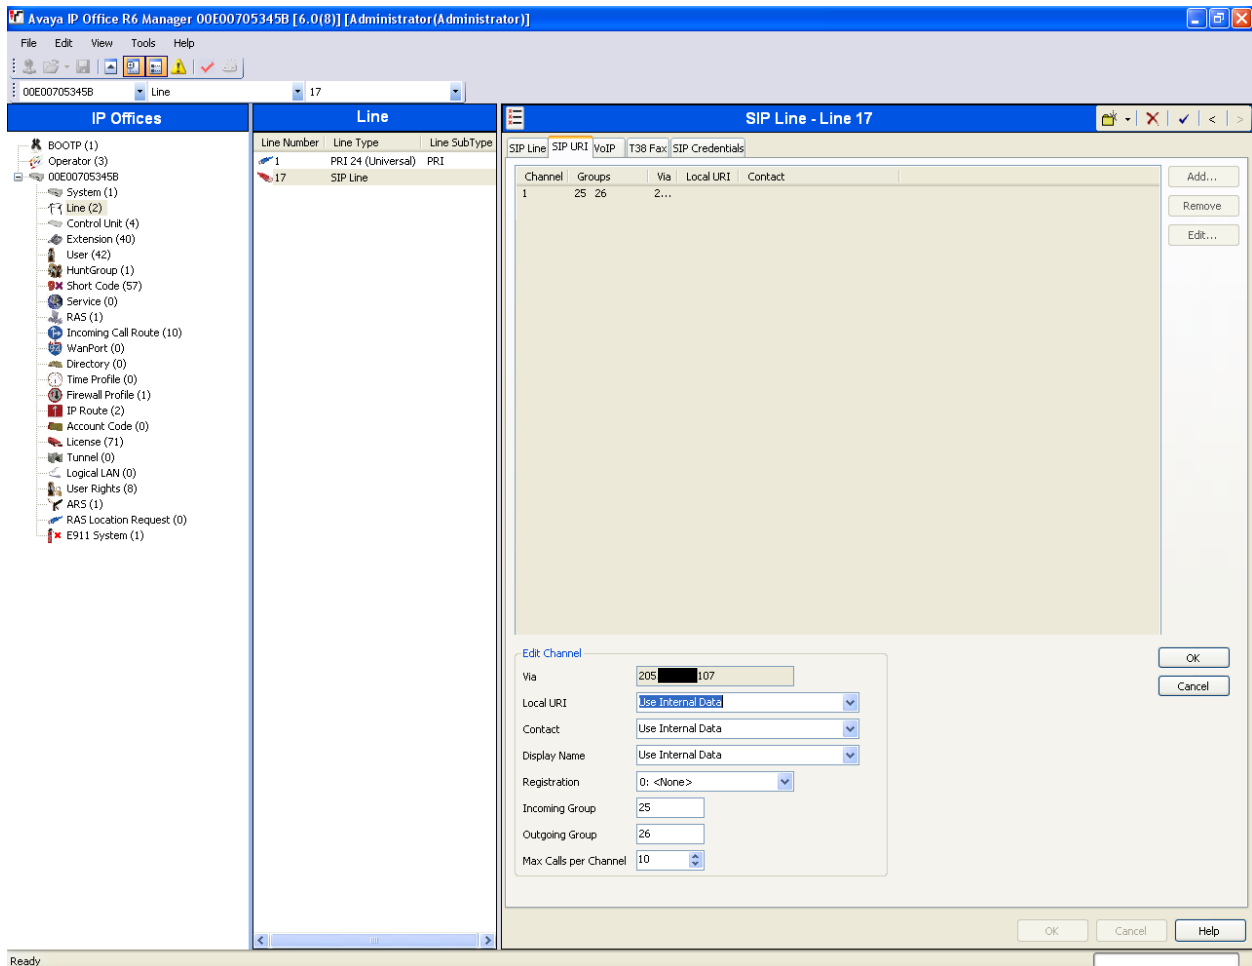 Avaya IP Office R6 Manager 00E00705345B [6.0(8)] [Administrator(Administrator)]
File Edit View Tools Help
00E00705345B Line 17
IP Offices
BOOTP (1)
Operator (3)
00E00705345B
System (1)
Line (2)
Control Unit (4)
Extension (40)
User (42)
HuntGroup (1)
Short Code (57)
Service (0)
RAS (1)
Incoming Call Route (10)
WanPort (0)
Directory (0)
Time Profile (0)
Firewall Profile (1)
IP Route (2)
Account Code (0)
License (71)
Tunnel (0)
Logical LAN (0)
User Rights (8)
ARS (1)
RAS Location Request (0)
E911 System (1)
Line
Line Number Line Type Line SubType
1 PRI 24 (Universal) PRI
17 SIP Line
SIP Line - Line 17
SIP Line SIP URI VoIP T38 Fax SIP Credentials
Channel Groups Via Local URI Contact
1 25 26 2...
Add...
Remove
Edit...
Edit Channel
Via 205 107
Local URI Use Internal Data
Contact Use Internal Data
Display Name Use Internal Data
Registration 0: <None>
Incoming Group 25
Outgoing Group 26
Max Calls per Channel 10
OK
Cancel
OK Cancel Help
Ready